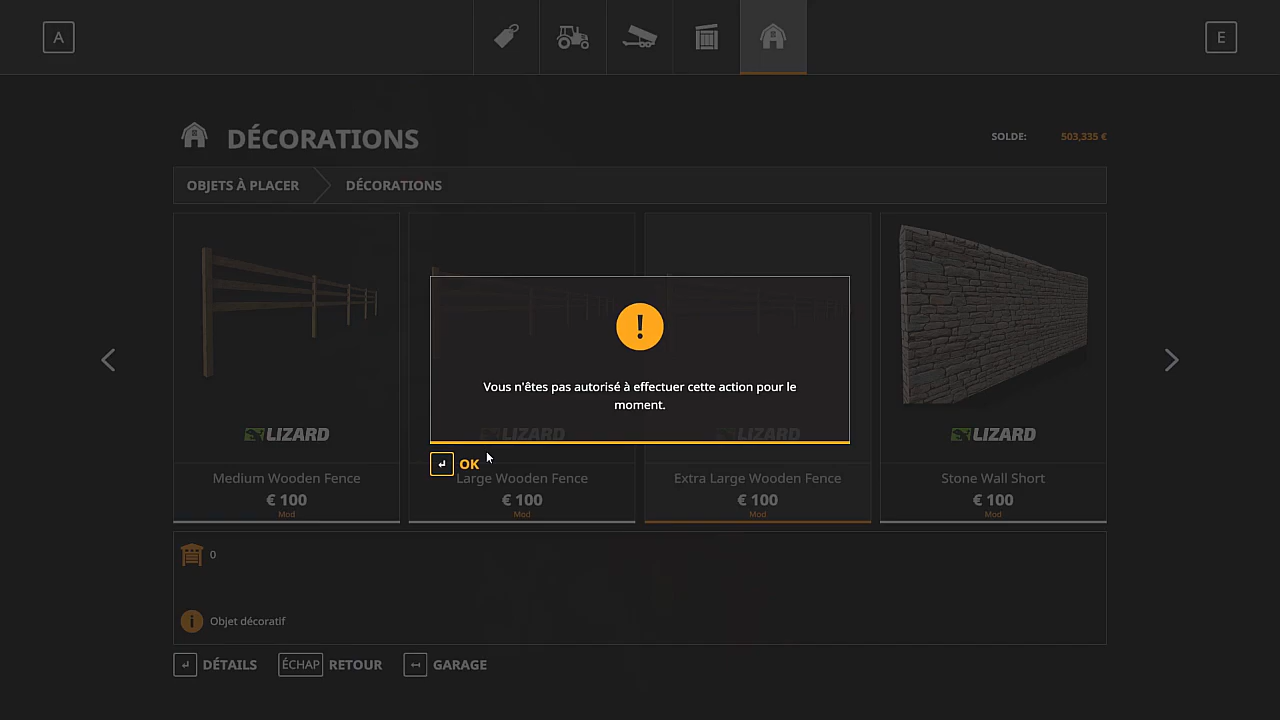 A
E
DÉCORATIONS
SOLDE: 503,335 €
OBJETS À PLACER DÉCORATIONS
Vous n'êtes pas autorisé à effectuer cette action pour le
moment.
LIZARD LIZARD LIZARD LIZARD
OK
Medium Wooden Fence Large Wooden Fence Extra Large Wooden Fence Stone Wall Short
€ 100 € 100 € 100 € 100
Mod Mod Mod Mod
0
i Objet décoratif
DÉTAILS ÉCHAP RETOUR GARAGE